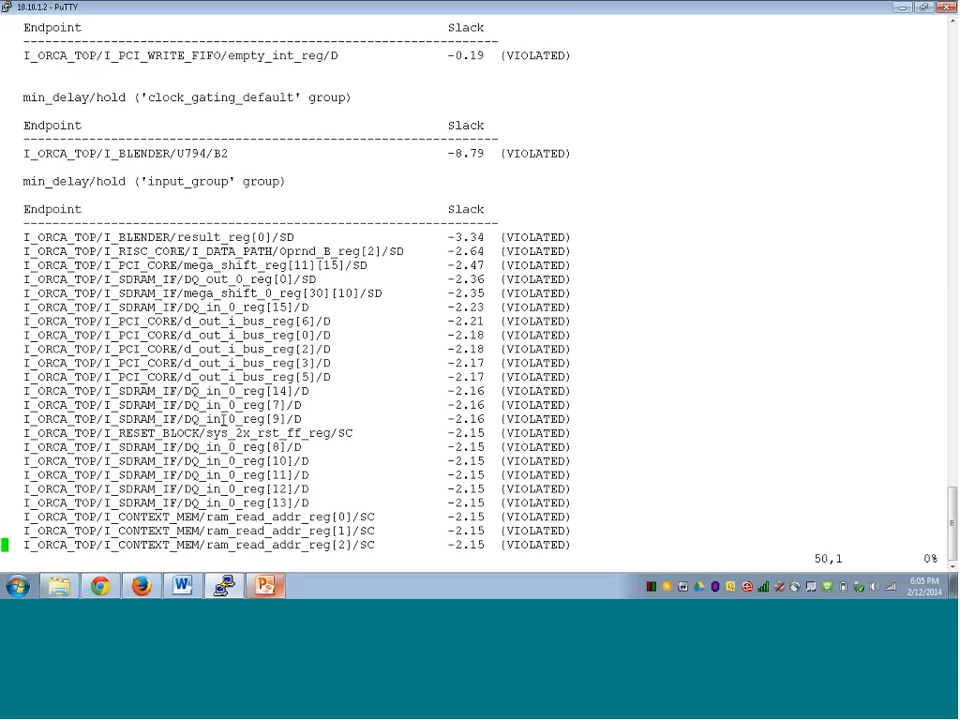 10.10.1.2 - PuTTY
Endpoint Slack
I_ORCA_TOP/I_PCI_WRITE_FIFO/empty_int_reg/D -0.19 (VIOLATED)
min_delay/hold ('clock_gating_default' group)
Endpoint Slack
I_ORCA_TOP/I_BLENDER/U794/B2 -8.79 (VIOLATED)
min_delay/hold ('input_group' group)
Endpoint Slack
I_ORCA_TOP/I_BLENDER/result_reg[0]/SD -3.34 (VIOLATED)
I_ORCA_TOP/I_RISC_CORE/I_DATA_PATH/Oprnd_B_reg[2]/SD -2.64 (VIOLATED)
I_ORCA_TOP/I_PCI_CORE/mega_shift_reg[11][15]/SD -2.47 (VIOLATED)
I_ORCA_TOP/I_SDRAM_IF/DQ_out_0_reg[0]/SD -2.36 (VIOLATED)
I_ORCA_TOP/I_SDRAM_IF/mega_shift_0_reg[30][10]/SD -2.35 (VIOLATED)
I_ORCA_TOP/I_SDRAM_IF/DQ_in_0_reg[15]/D -2.23 (VIOLATED)
I_ORCA_TOP/I_PCI_CORE/d_out_i_bus_reg[6]/D -2.21 (VIOLATED)
I_ORCA_TOP/I_PCI_CORE/d_out_i_bus_reg[0]/D -2.18 (VIOLATED)
I_ORCA_TOP/I_PCI_CORE/d_out_i_bus_reg[2]/D -2.18 (VIOLATED)
I_ORCA_TOP/I_PCI_CORE/d_out_i_bus_reg[3]/D -2.17 (VIOLATED)
I_ORCA_TOP/I_PCI_CORE/d_out_i_bus_reg[5]/D -2.17 (VIOLATED)
I_ORCA_TOP/I_SDRAM_IF/DQ_in_0_reg[14]/D -2.16 (VIOLATED)
I_ORCA_TOP/I_SDRAM_IF/DQ_in_0_reg[7]/D -2.16 (VIOLATED)
I_ORCA_TOP/I_SDRAM_IF/DQ_in_0_reg[9]/D -2.16 (VIOLATED)
I_ORCA_TOP/I_RESET_BLOCK/sys_2x_rst_ff_reg/SC -2.15 (VIOLATED)
I_ORCA_TOP/I_SDRAM_IF/DQ_in_0_reg[8]/D -2.15 (VIOLATED)
I_ORCA_TOP/I_SDRAM_IF/DQ_in_0_reg[10]/D -2.15 (VIOLATED)
I_ORCA_TOP/I_SDRAM_IF/DQ_in_0_reg[11]/D -2.15 (VIOLATED)
I_ORCA_TOP/I_SDRAM_IF/DQ_in_0_reg[12]/D -2.15 (VIOLATED)
I_ORCA_TOP/I_SDRAM_IF/DQ_in_0_reg[13]/D -2.15 (VIOLATED)
I_ORCA_TOP/I_CONTEXT_MEM/ram_read_addr_reg[0]/SC -2.15 (VIOLATED)
I_ORCA_TOP/I_CONTEXT_MEM/ram_read_addr_reg[1]/SC -2.15 (VIOLATED)
I_ORCA_TOP/I_CONTEXT_MEM/ram_read_addr_reg[2]/SC -2.15 (VIOLATED)
50,1 0%
6:05 PM
2/12/2014